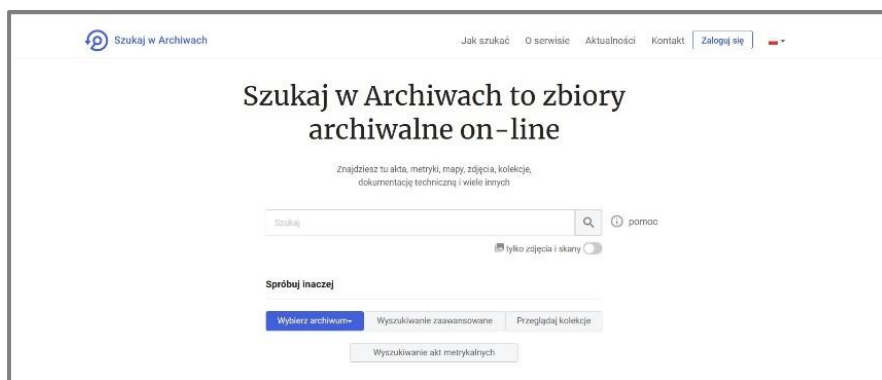 Szukaj w Archiwach
Jak szukać O serwisie Aktualności Kontakt Zaloguj się
Szukaj w Archiwach to zbiory
archiwalne on-line
Znajdziesz tu akta, metryki, mapy, zdjęcia, kolekcje,
dokumentację techniczną i wiele innych
Szukaj
pomoc
tylko zdjęcia i skany
Spróbuj inaczej
Wybierz archiwum Wyszukiwanie zaawansowane Przeglądaj kolekcje
Wyszukiwanie akt metrykalnych